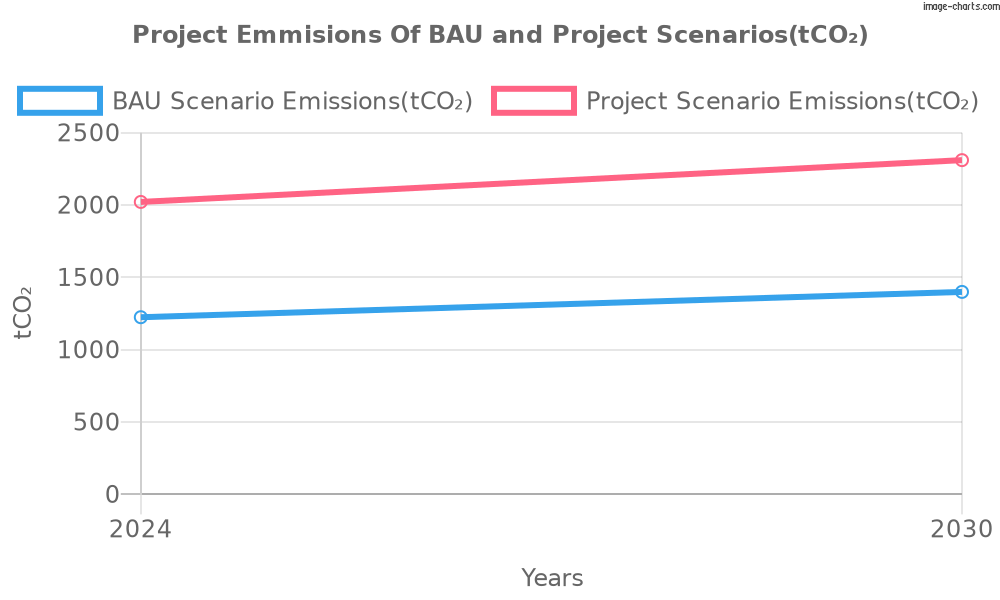 image-charts.com
Project Emmisions Of BAU and Project Scenarios(tCO₂)
BAU Scenario Emissions(tCO₂) Project Scenario Emissions(tCO₂)
2500
2000
1500
1000
500
0
tCO₂
2024 2030
Years